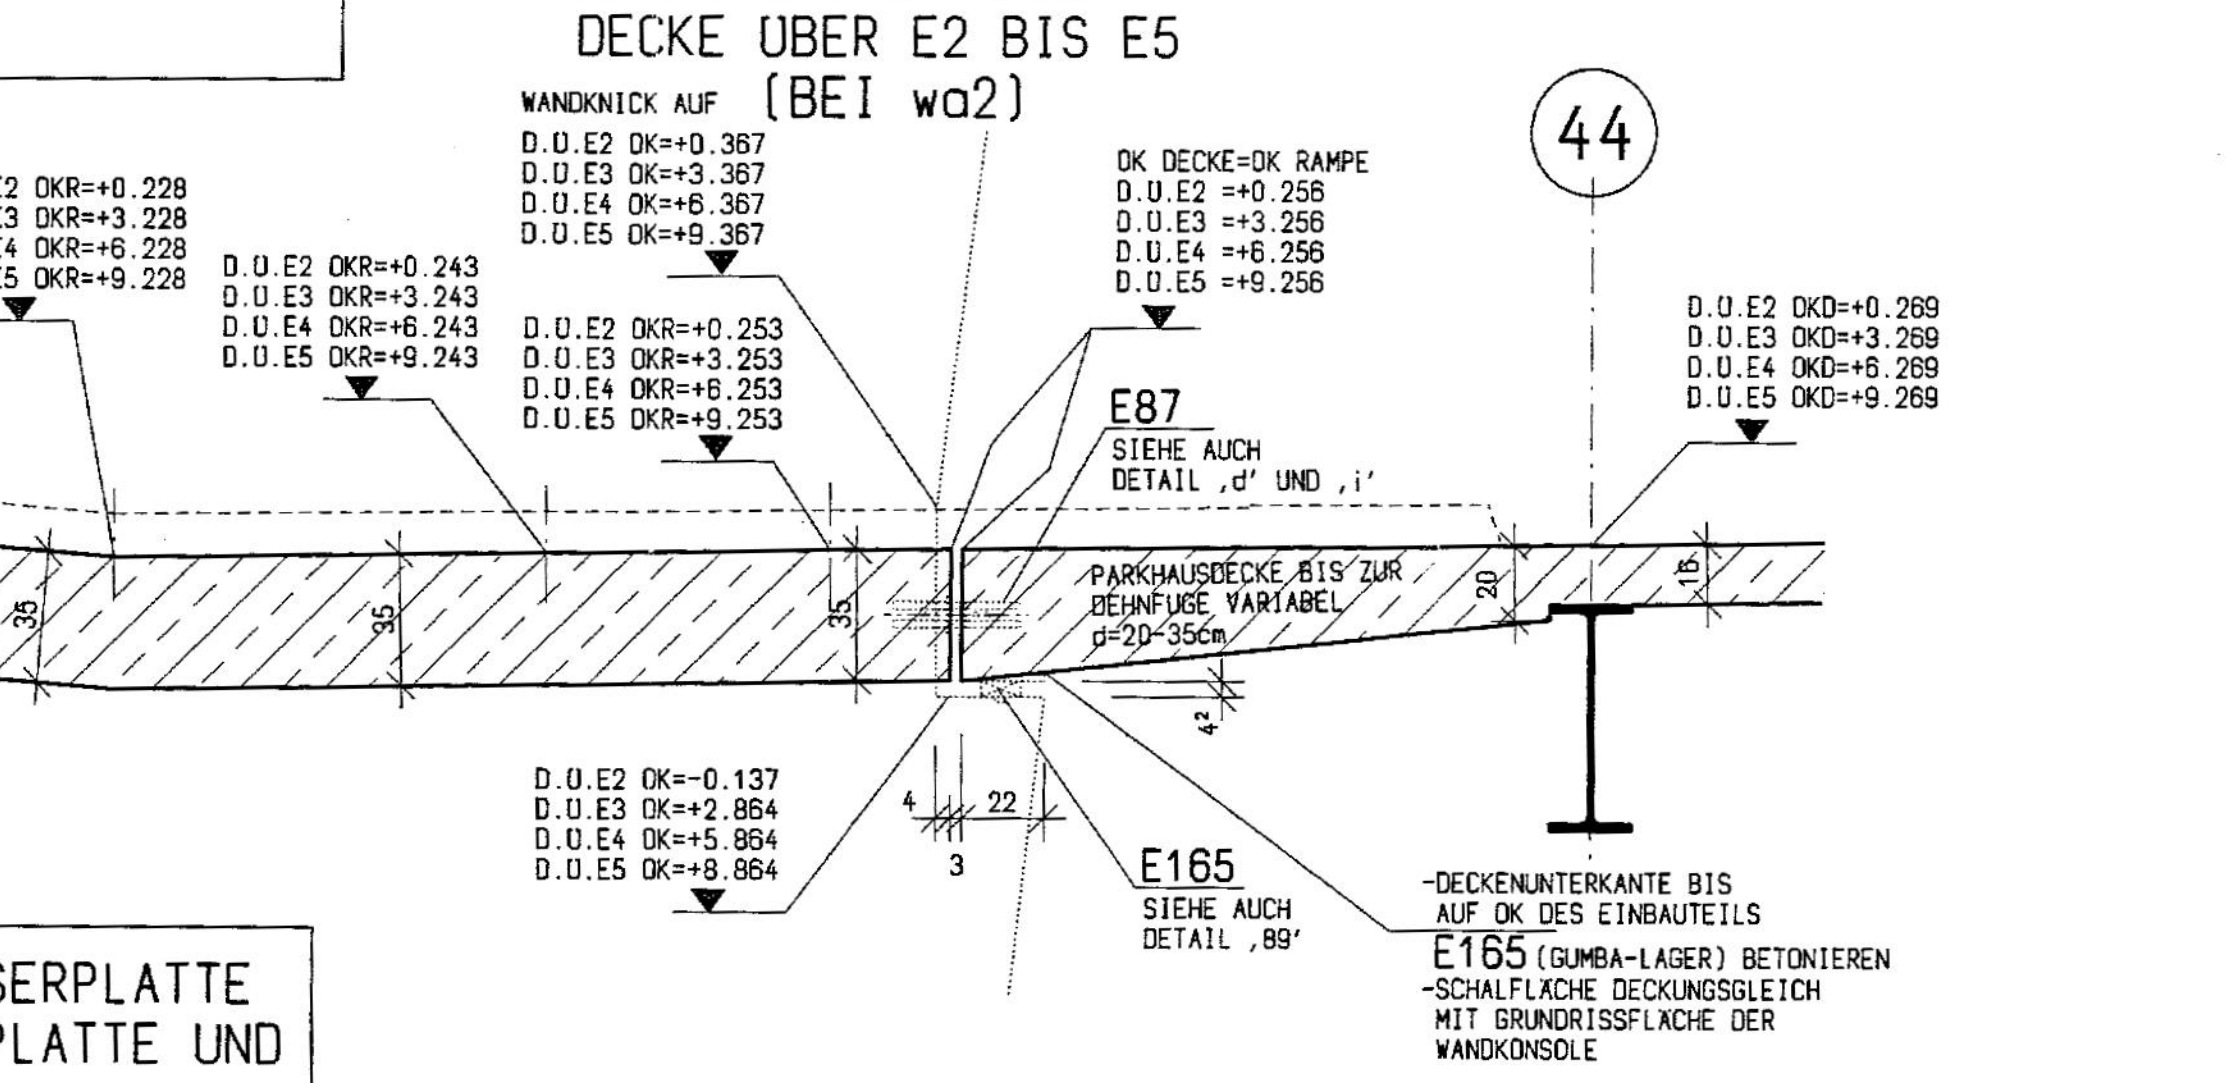 DECKE ÜBER E2 BIS E5
(BEI wa2)
WANDKNICK AUF
D.Ü.E2 OK=+0.367
D.Ü.E3 OK=+3.367
D.Ü.E4 OK=+6.367
D.Ü.E5 OK=+9.367
44
OK DECKE=OK RAMPE
D.Ü.E2 =+0.256
D.Ü.E3 =+3.256
D.Ü.E4 =+6.256
D.Ü.E5 =+9.256
E2 OKR=+0.228
E3 OKR=+3.228
E4 OKR=+6.228
E5 OKR=+9.228
D.Ü.E2 OKR=+0.243
D.Ü.E3 OKR=+3.243
D.Ü.E4 OKR=+6.243
D.Ü.E5 OKR=+9.243
D.Ü.E2 OKR=+0.253
D.Ü.E3 OKR=+3.253
D.Ü.E4 OKR=+6.253
D.Ü.E5 OKR=+9.253
D.Ü.E2 OKD=+0.269
D.Ü.E3 OKD=+3.269
D.Ü.E4 OKD=+6.269
D.Ü.E5 OKD=+9.269
E87
SIEHE AUCH
DETAIL ‚d' UND ‚i'
35
35
35
PARKHAUSDECKE BIS ZUR
DEHNFUGE VARIABEL
d=20-35cm
20
16
4²
D.Ü.E2 OK=-0.137
D.Ü.E3 OK=+2.864
D.Ü.E4 OK=+5.864
D.Ü.E5 OK=+8.864
4
22
3
E165
SIEHE AUCH
DETAIL ‚89'
-DECKENUNTERKANTE BIS
AUF OK DES EINBAUTEILS
E165 (GUMBA-LAGER) BETONIEREN
-SCHALFLÄCHE DECKUNGSGLEICH
MIT GRUNDRISSFLÄCHE DER
WANDKONSOLE
SERPLATTE
PLATTE UND